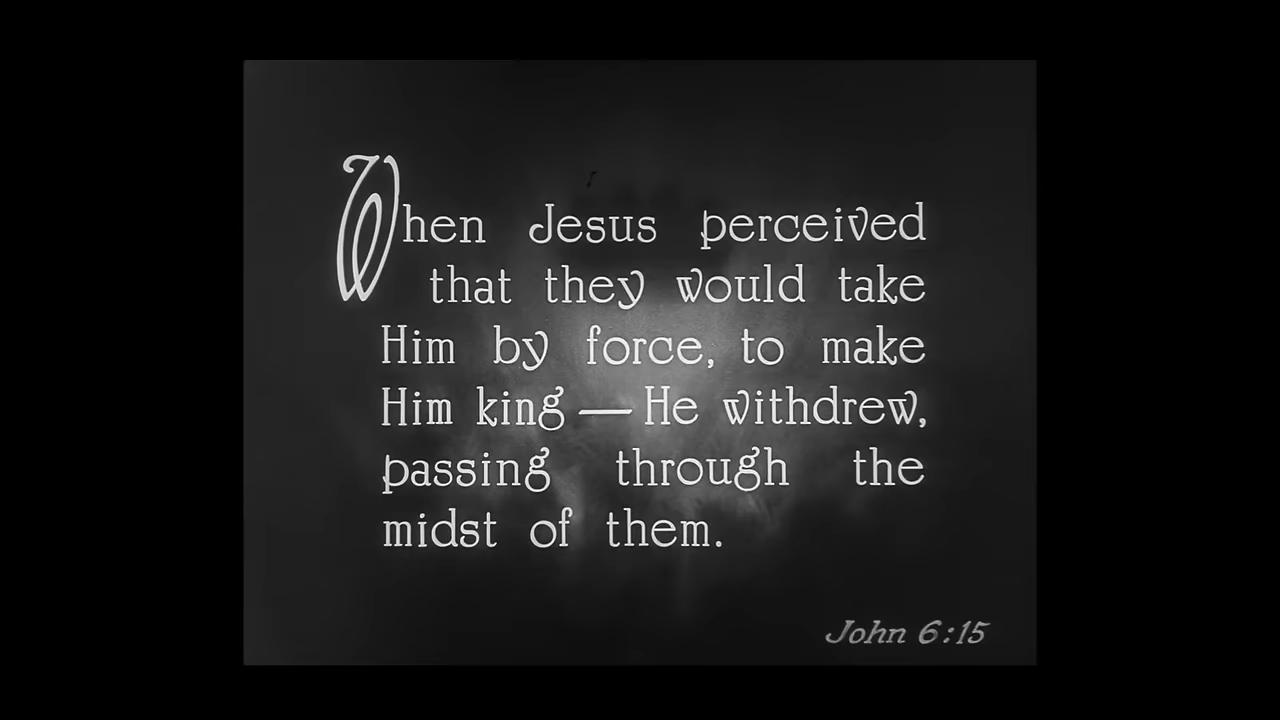 When Jesus perceived
that they would take
Him by force, to make
Him king — He withdrew,
passing through the
midst of them.
John 6:15